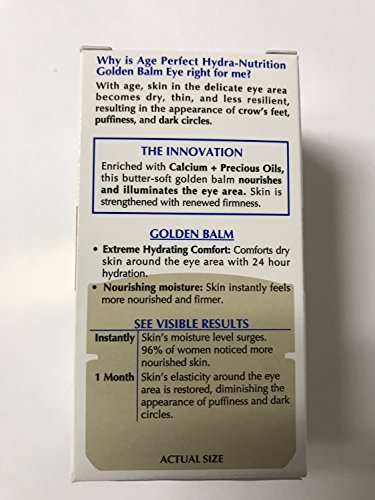 Why is Age Perfect Hydra-Nutrition
Golden Balm Eye right for me?
With age, skin in the delicate eye area
becomes dry, thin, and less resilient,
resulting in the appearance of crow's feet,
puffiness, and dark circles.
THE INNOVATION
Enriched with Calcium + Precious Oils,
this butter-soft golden balm nourishes
and illuminates the eye area. Skin is
strengthened with renewed firmness.
GOLDEN BALM
• Extreme Hydrating Comfort: Comforts dry
skin around the eye area with 24 hour
hydration.
• Nourishing moisture: Skin instantly feels
more nourished and firmer.
SEE VISIBLE RESULTS
Instantly Skin's moisture level surges.
96% of women noticed more
nourished skin.
1 Month Skin's elasticity around the eye
area is restored, diminishing the
appearance of puffiness and dark
circles.
ACTUAL SIZE